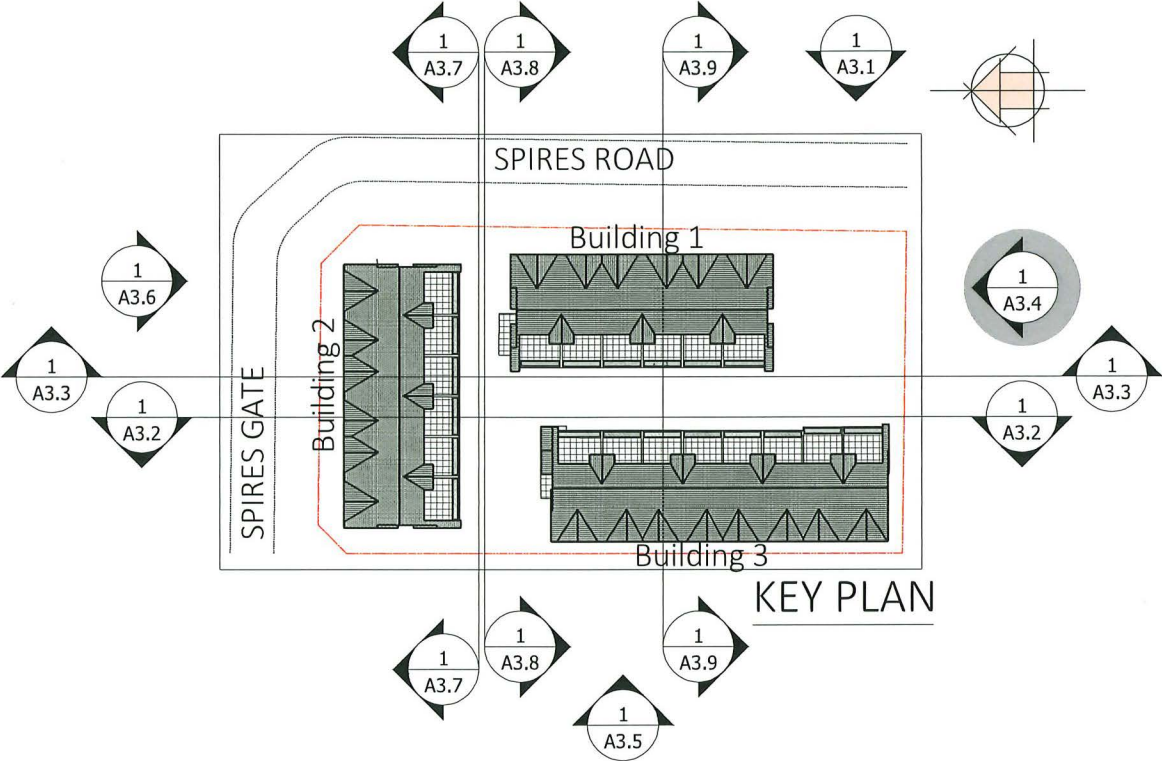 1
A3.7
1
A3.8
1
A3.9
1
A3.1
SPIRES ROAD
Building 1
1
A3.6
1
A3.4
Building 2
1
A3.3
1
A3.3
SPIRES GATE
1
A3.2
1
A3.2
Building 3
KEY PLAN
1
A3.7
1
A3.8
1
A3.9
1
A3.5